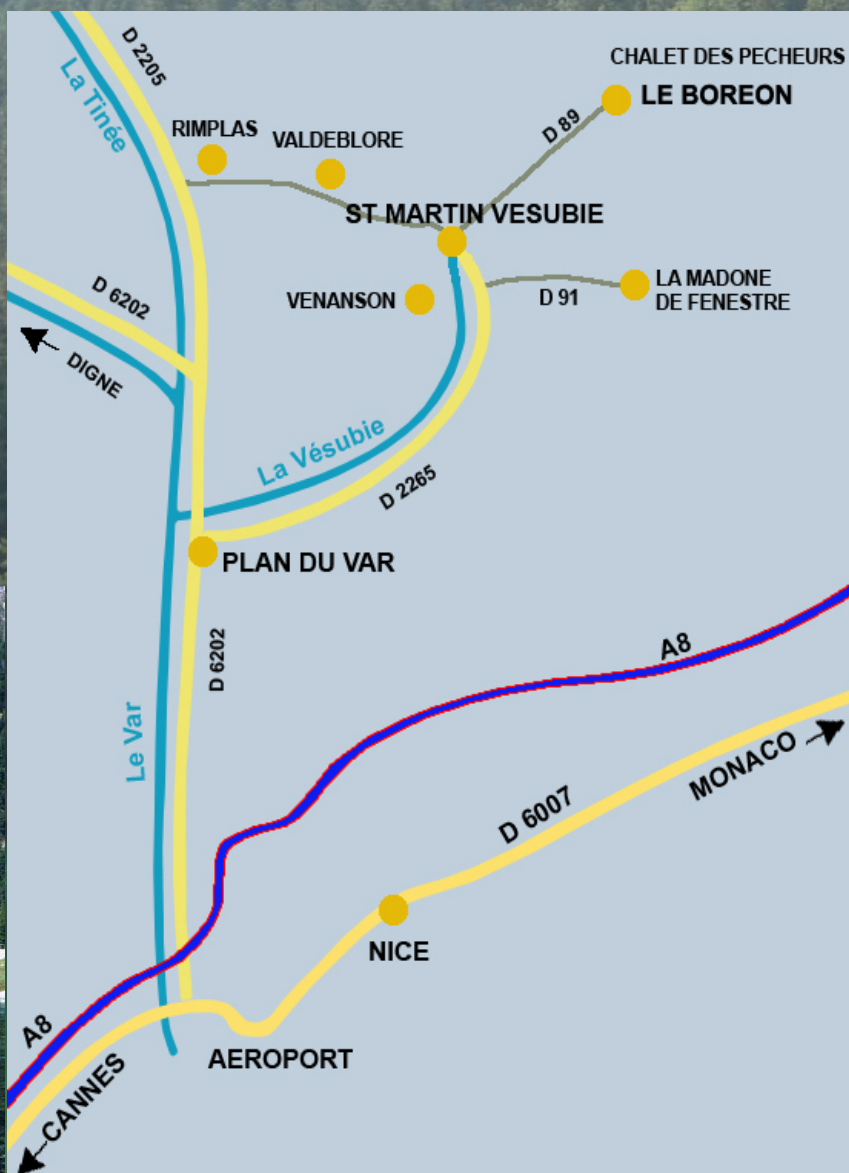 D 2205
La Tinée
CHALET DES PECHEURS
LE BOREON
D 89
RIMPLAS
VALDEBLORE
ST MARTIN VESUBIE
D 6202
DIGNE
VENANSON
D 91
LA MADONE
DE FENESTRE
La Vésubie
D 2265
PLAN DU VAR
D 6202
Le Var
A8
MONACO
D 6007
NICE
A8
AEROPORT
CANNES